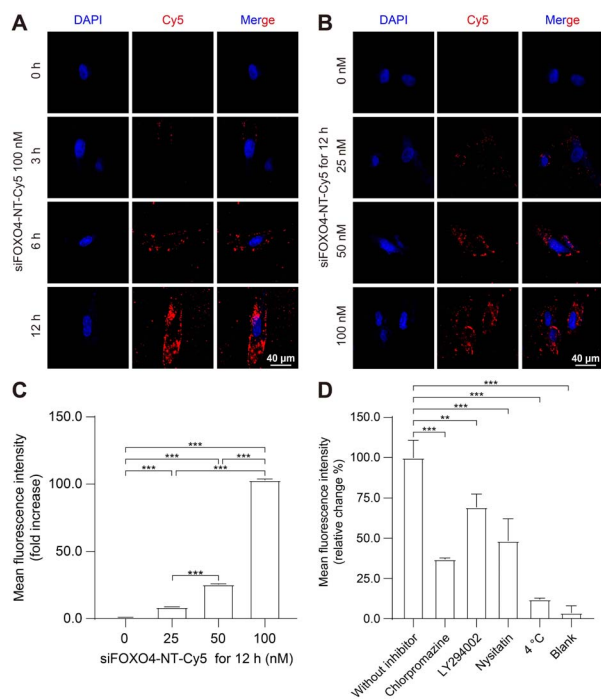 A
DAPI
Cy5
Merge
siFOXO4-NT-Cy5 100 nM
0 h
3 h
6 h
12 h
40 µm
B
DAPI
Cy5
Merge
siFOXO4-NT-Cy5 for 12 h
0 nM
25 nM
50 nM
100 nM
40 µm
C
Mean fluorescence intensity
(fold increase)
150.0
100.0
50.0
0.0
***
***
***
***
***
***
0
25
50
100
siFOXO4-NT-Cy5 for 12 h (nM)
D
Mean fluorescence intensity
(relative change %)
150.0
125.0
100.0
75.0
50.0
25.0
0.0
***
***
***
**
***
Without inhibitor
Chlorpromazine
LY294002
Nysitatin
4 °C
Blank